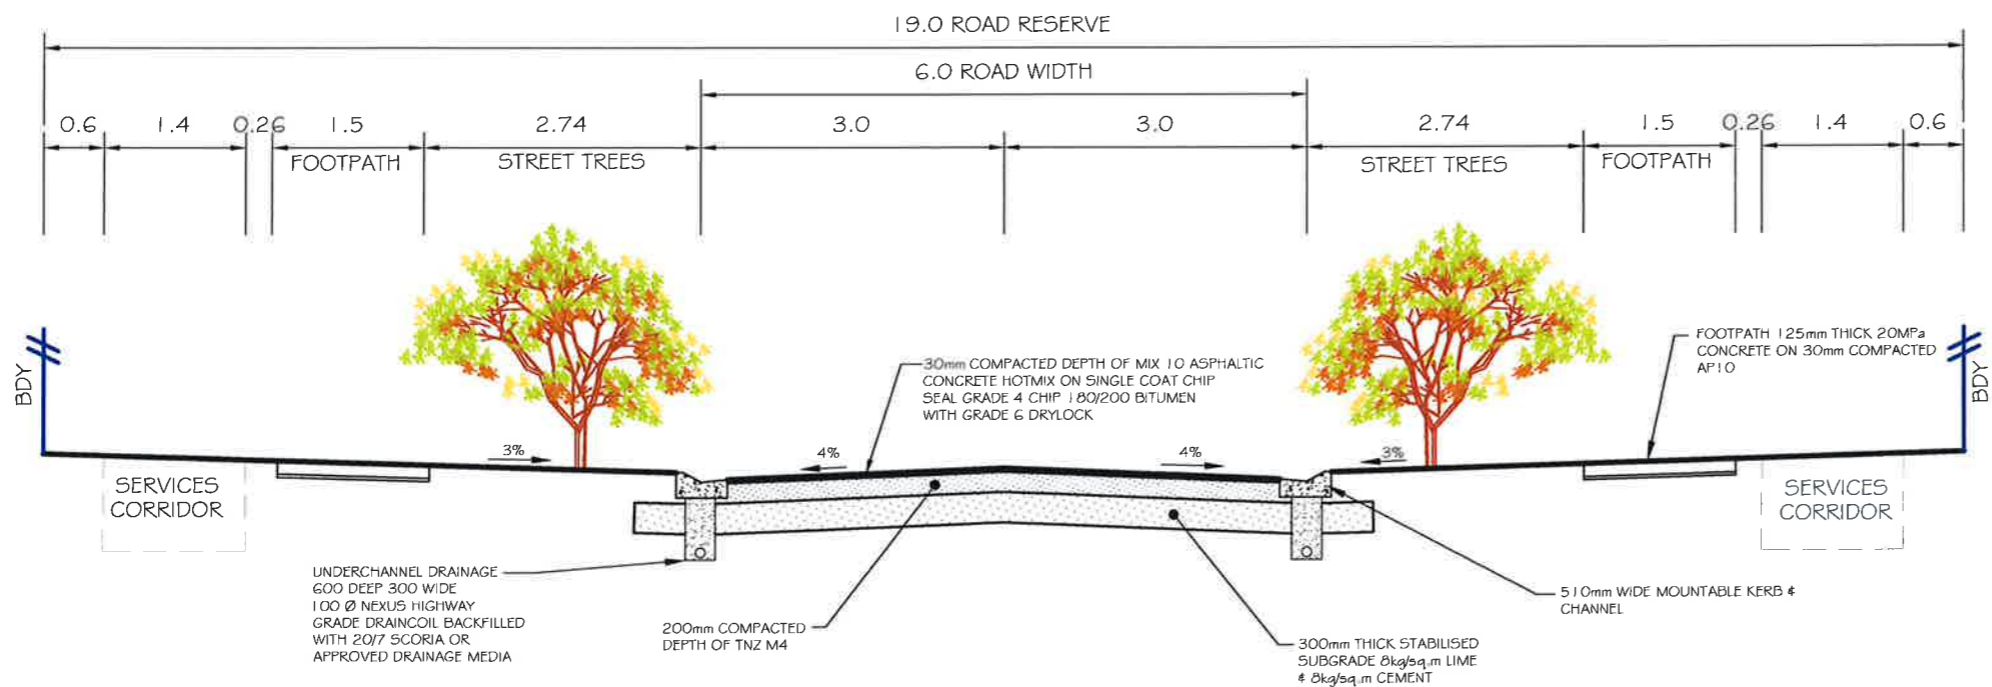 19.0 ROAD RESERVE
6.0 ROAD WIDTH
0.6 1.4 0.26 1.5 2.74 3.0 3.0 2.74 1.5 0.26 1.4 0.6
FOOTPATH STREET TREES STREET TREES FOOTPATH
BDY
BDY
30mm COMPACTED DEPTH OF MIX 10 ASPHALTIC
CONCRETE HOTMIX ON SINGLE COAT CHIP
SEAL GRADE 4 CHIP 180/200 BITUMEN
WITH GRADE 6 DRYLOCK
FOOTPATH 125mm THICK 20MPa
CONCRETE ON 30mm COMPACTED
AP10
3% 4% 4% 3%
SERVICES
CORRIDOR
SERVICES
CORRIDOR
UNDERCHANNEL DRAINAGE
600 DEEP 300 WIDE
100 Ø NEXUS HIGHWAY
GRADE DRAINCOIL BACKFILLED
WITH 20/7 SCORIA OR
APPROVED DRAINAGE MEDIA
200mm COMPACTED
DEPTH OF TNZ M4
300mm THICK STABILISED
SUBGRADE 8kg/sq.m LIME
& 8kg/sq.m CEMENT
510mm WIDE MOUNTABLE KERB &
CHANNEL